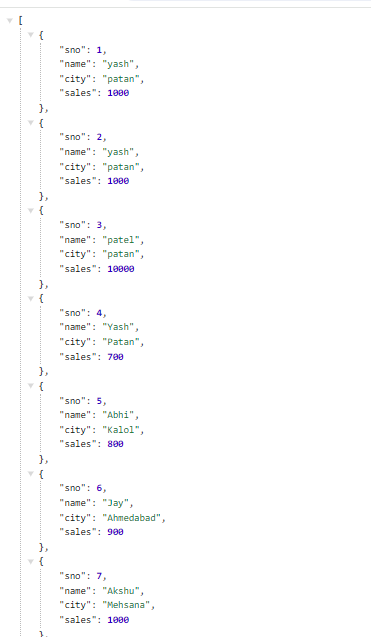 [
{
"sno": 1,
"name": "yash",
"city": "patan",
"sales": 1000
},
{
"sno": 2,
"name": "yash",
"city": "patan",
"sales": 1000
},
{
"sno": 3,
"name": "patel",
"city": "patan",
"sales": 10000
},
{
"sno": 4,
"name": "Yash",
"city": "Patan",
"sales": 700
},
{
"sno": 5,
"name": "Abhi",
"city": "Kalol",
"sales": 800
},
{
"sno": 6,
"name": "Jay",
"city": "Ahmedabad",
"sales": 900
},
{
"sno": 7,
"name": "Akshu",
"city": "Mehsana",
"sales": 1000
},